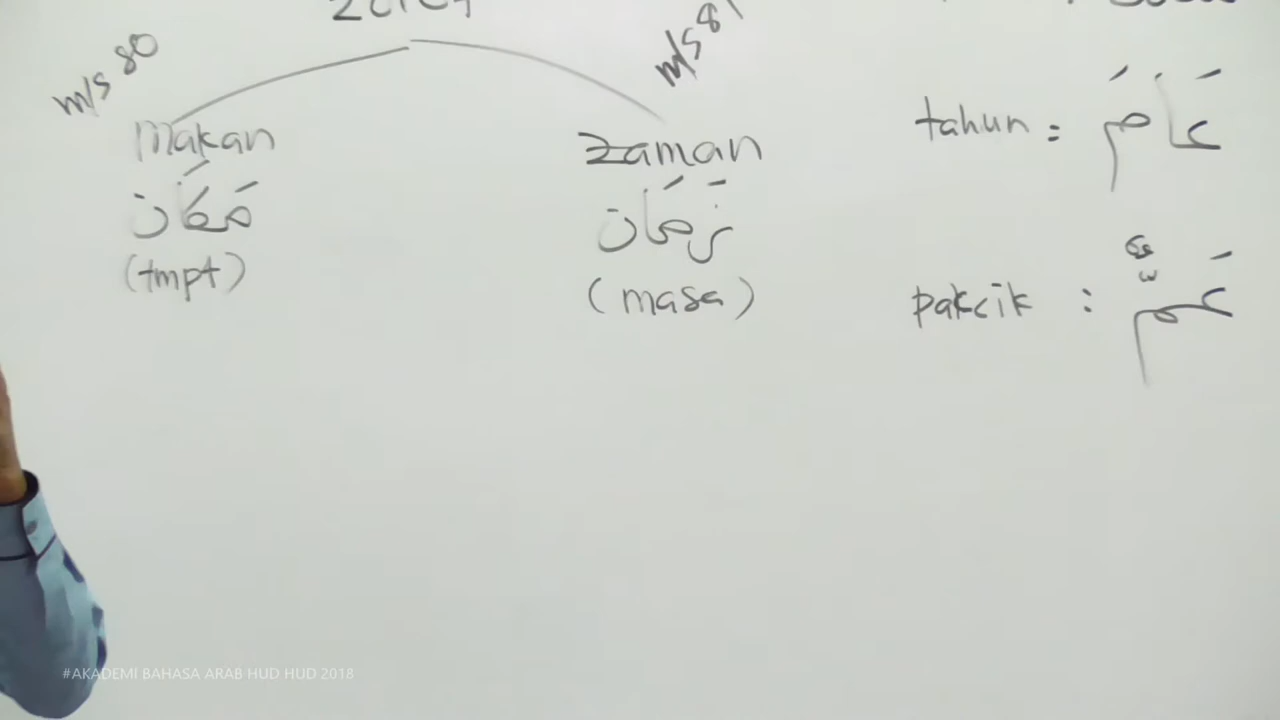 m/s 80
m/s 81
Makan
مَكَان
(tmpt)
zaman
زَمَان
(masa)
tahun = عَام
pakcik : عَمّ
#AKADEMI BAHASA ARAB HUD HUD 2018